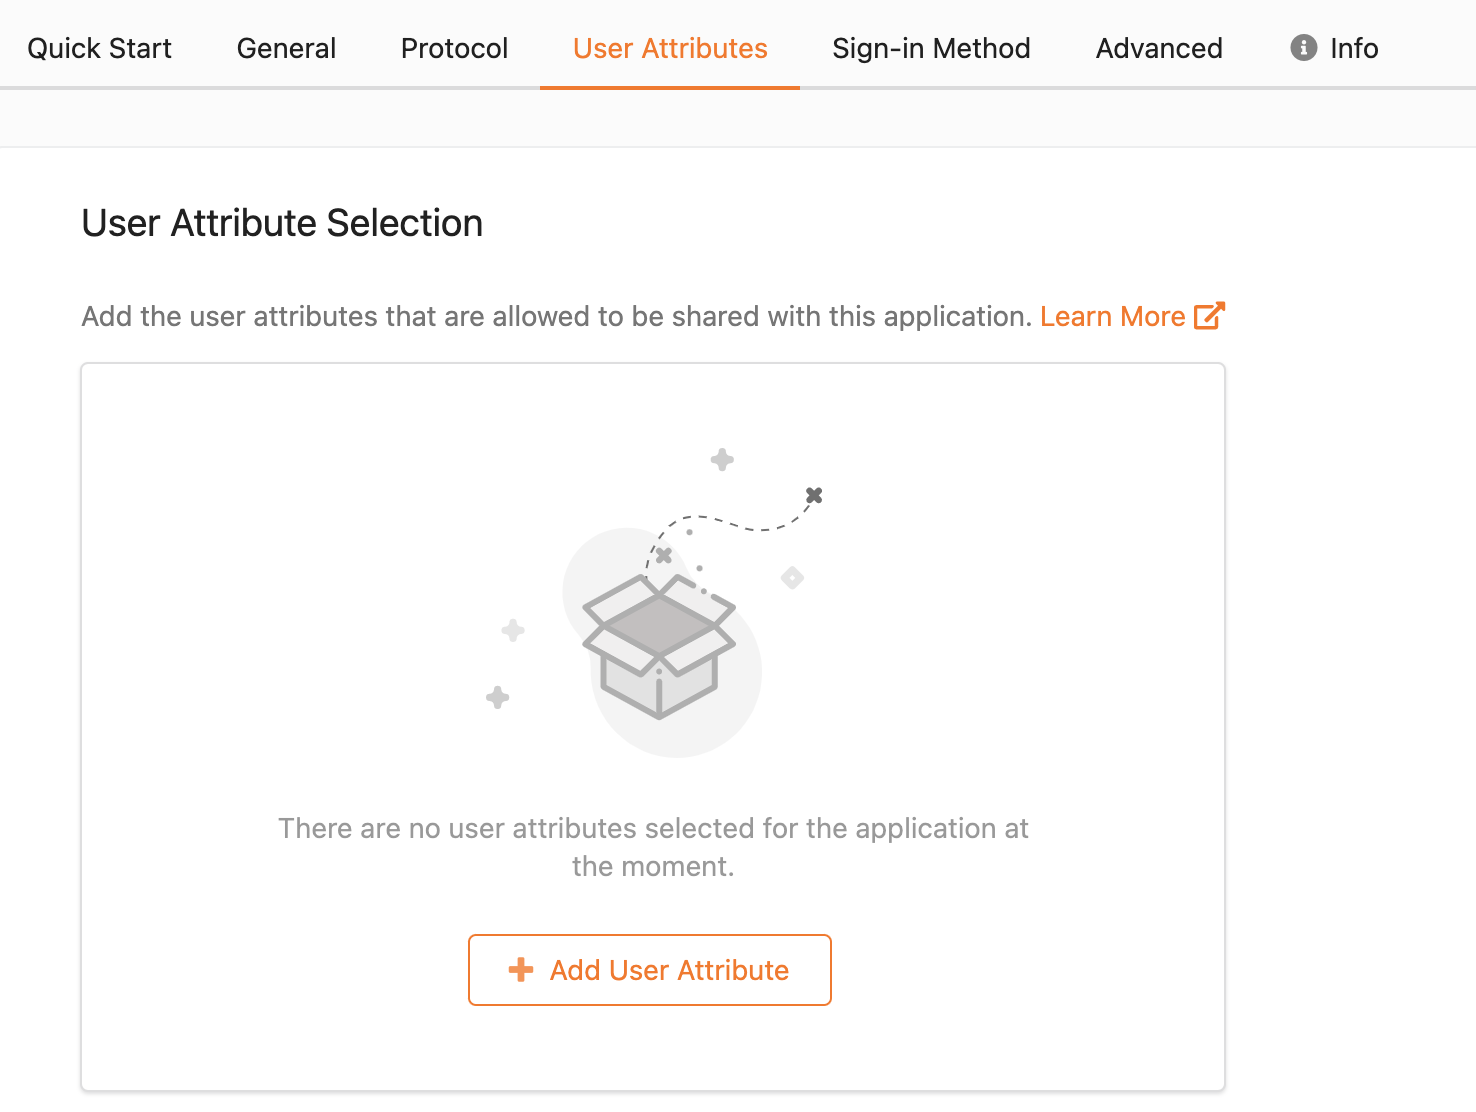 Quick Start General Protocol User Attributes Sign-in Method Advanced Info
User Attribute Selection
Add the user attributes that are allowed to be shared with this application. Learn More
There are no user attributes selected for the application at
the moment.
Add User Attribute